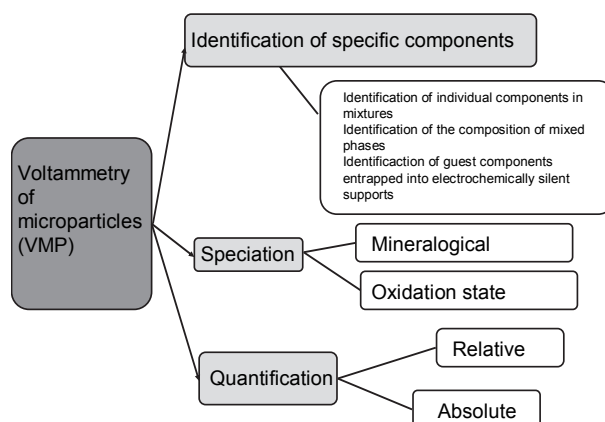 Identification of specific components
Identification of individual components in
mixtures
Identification of the composition of mixed
phases
Identificaction of guest components
entrapped into electrochemically silent
supports
Voltammetry
of
microparticles
(VMP)
Speciation
Mineralogical
Oxidation state
Quantification
Relative
Absolute